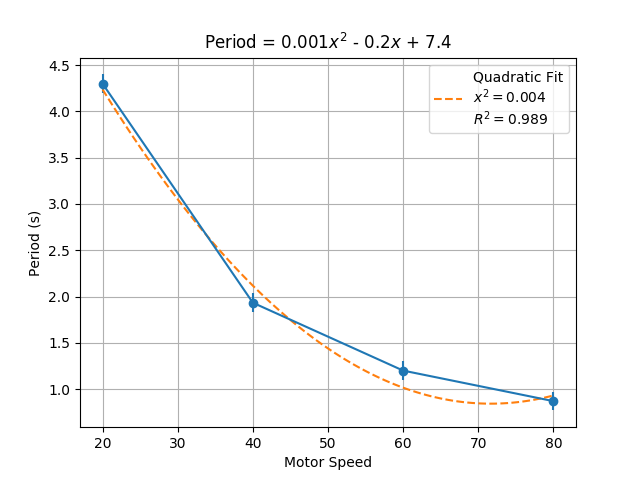 Period = 0.001x² - 0.2x + 7.4
Quadratic Fit
x² = 0.004
R² = 0.989
4.5
4.0
3.5
3.0
2.5
2.0
1.5
1.0
Period (s)
20 30 40 50 60 70 80
Motor Speed